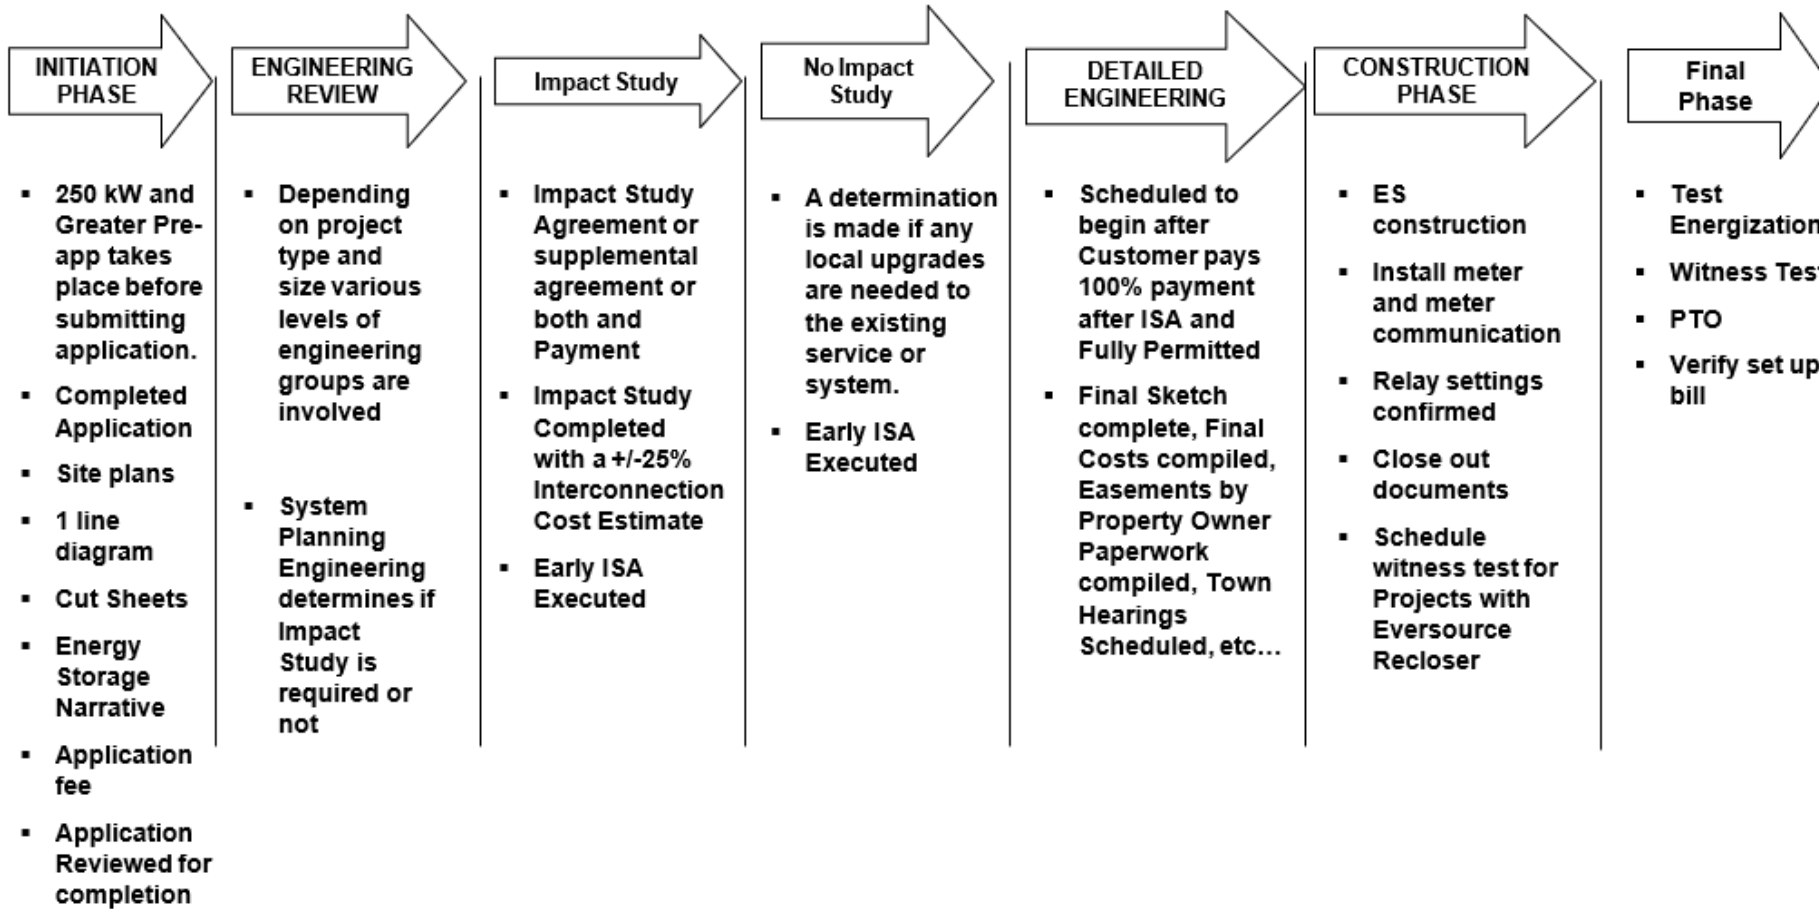 INITIATION
PHASE
250 kW and
Greater Pre-
app takes
place before
submitting
application.
Completed
Application
Site plans
1 line
diagram
Cut Sheets
Energy
Storage
Narrative
Application
fee
Application
Reviewed for
completion
ENGINEERING
REVIEW
Depending
on project
type and
size various
levels of
engineering
groups are
involved
System
Planning
Engineering
determines if
Impact
Study is
required or
not
Impact Study
Impact Study
Agreement or
supplemental
agreement or
both and
Payment
Impact Study
Completed
with a +/-25%
Interconnection
Cost Estimate
Early ISA
Executed
No Impact
Study
A determination
is made if any
local upgrades
are needed to
the existing
service or
system.
Early ISA
Executed
DETAILED
ENGINEERING
Scheduled to
begin after
Customer pays
100% payment
after ISA and
Fully Permitted
Final Sketch
complete, Final
Costs compiled,
Easements by
Property Owner
Paperwork
compiled, Town
Hearings
Scheduled, etc...
CONSTRUCTION
PHASE
ES
construction
Install meter
and meter
communication
Relay settings
confirmed
Close out
documents
Schedule
witness test for
Projects with
Eversource
Recloser
Final
Phase
Test
Energization
Witness Test
PTO
Verify set up
bill